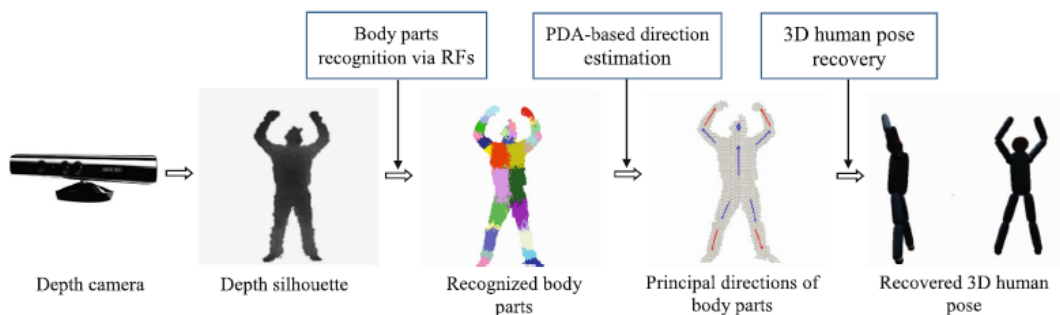 Body parts
recognition via RFs
PDA-based direction
estimation
3D human pose
recovery
Depth camera
Depth silhouette
Recognized body
parts
Principal directions of
body parts
Recovered 3D human
pose